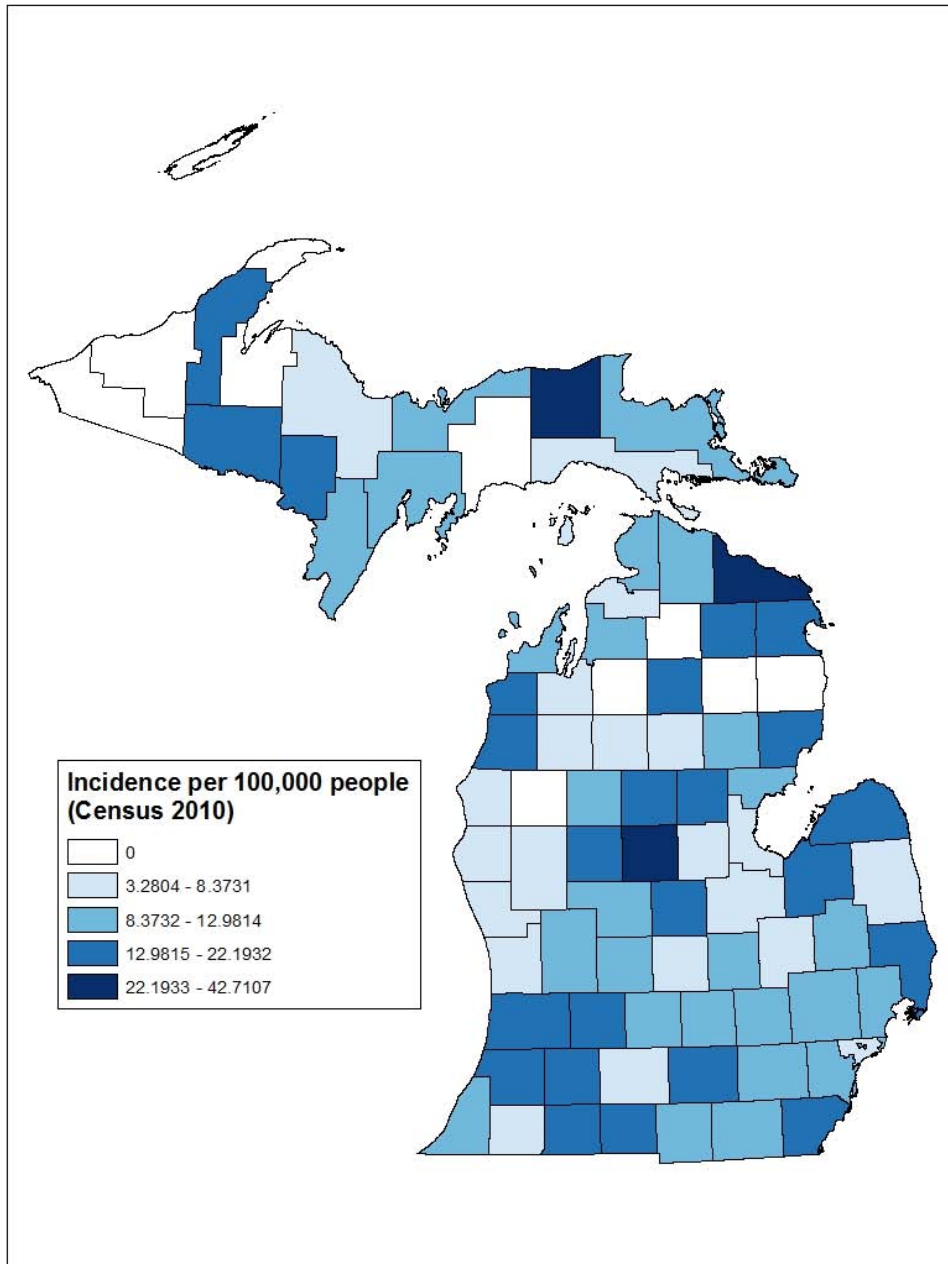 Incidence per 100,000 people
(Census 2010)
0
3.2804 - 8.3731
8.3732 - 12.9814
12.9815 - 22.1932
22.1933 - 42.7107